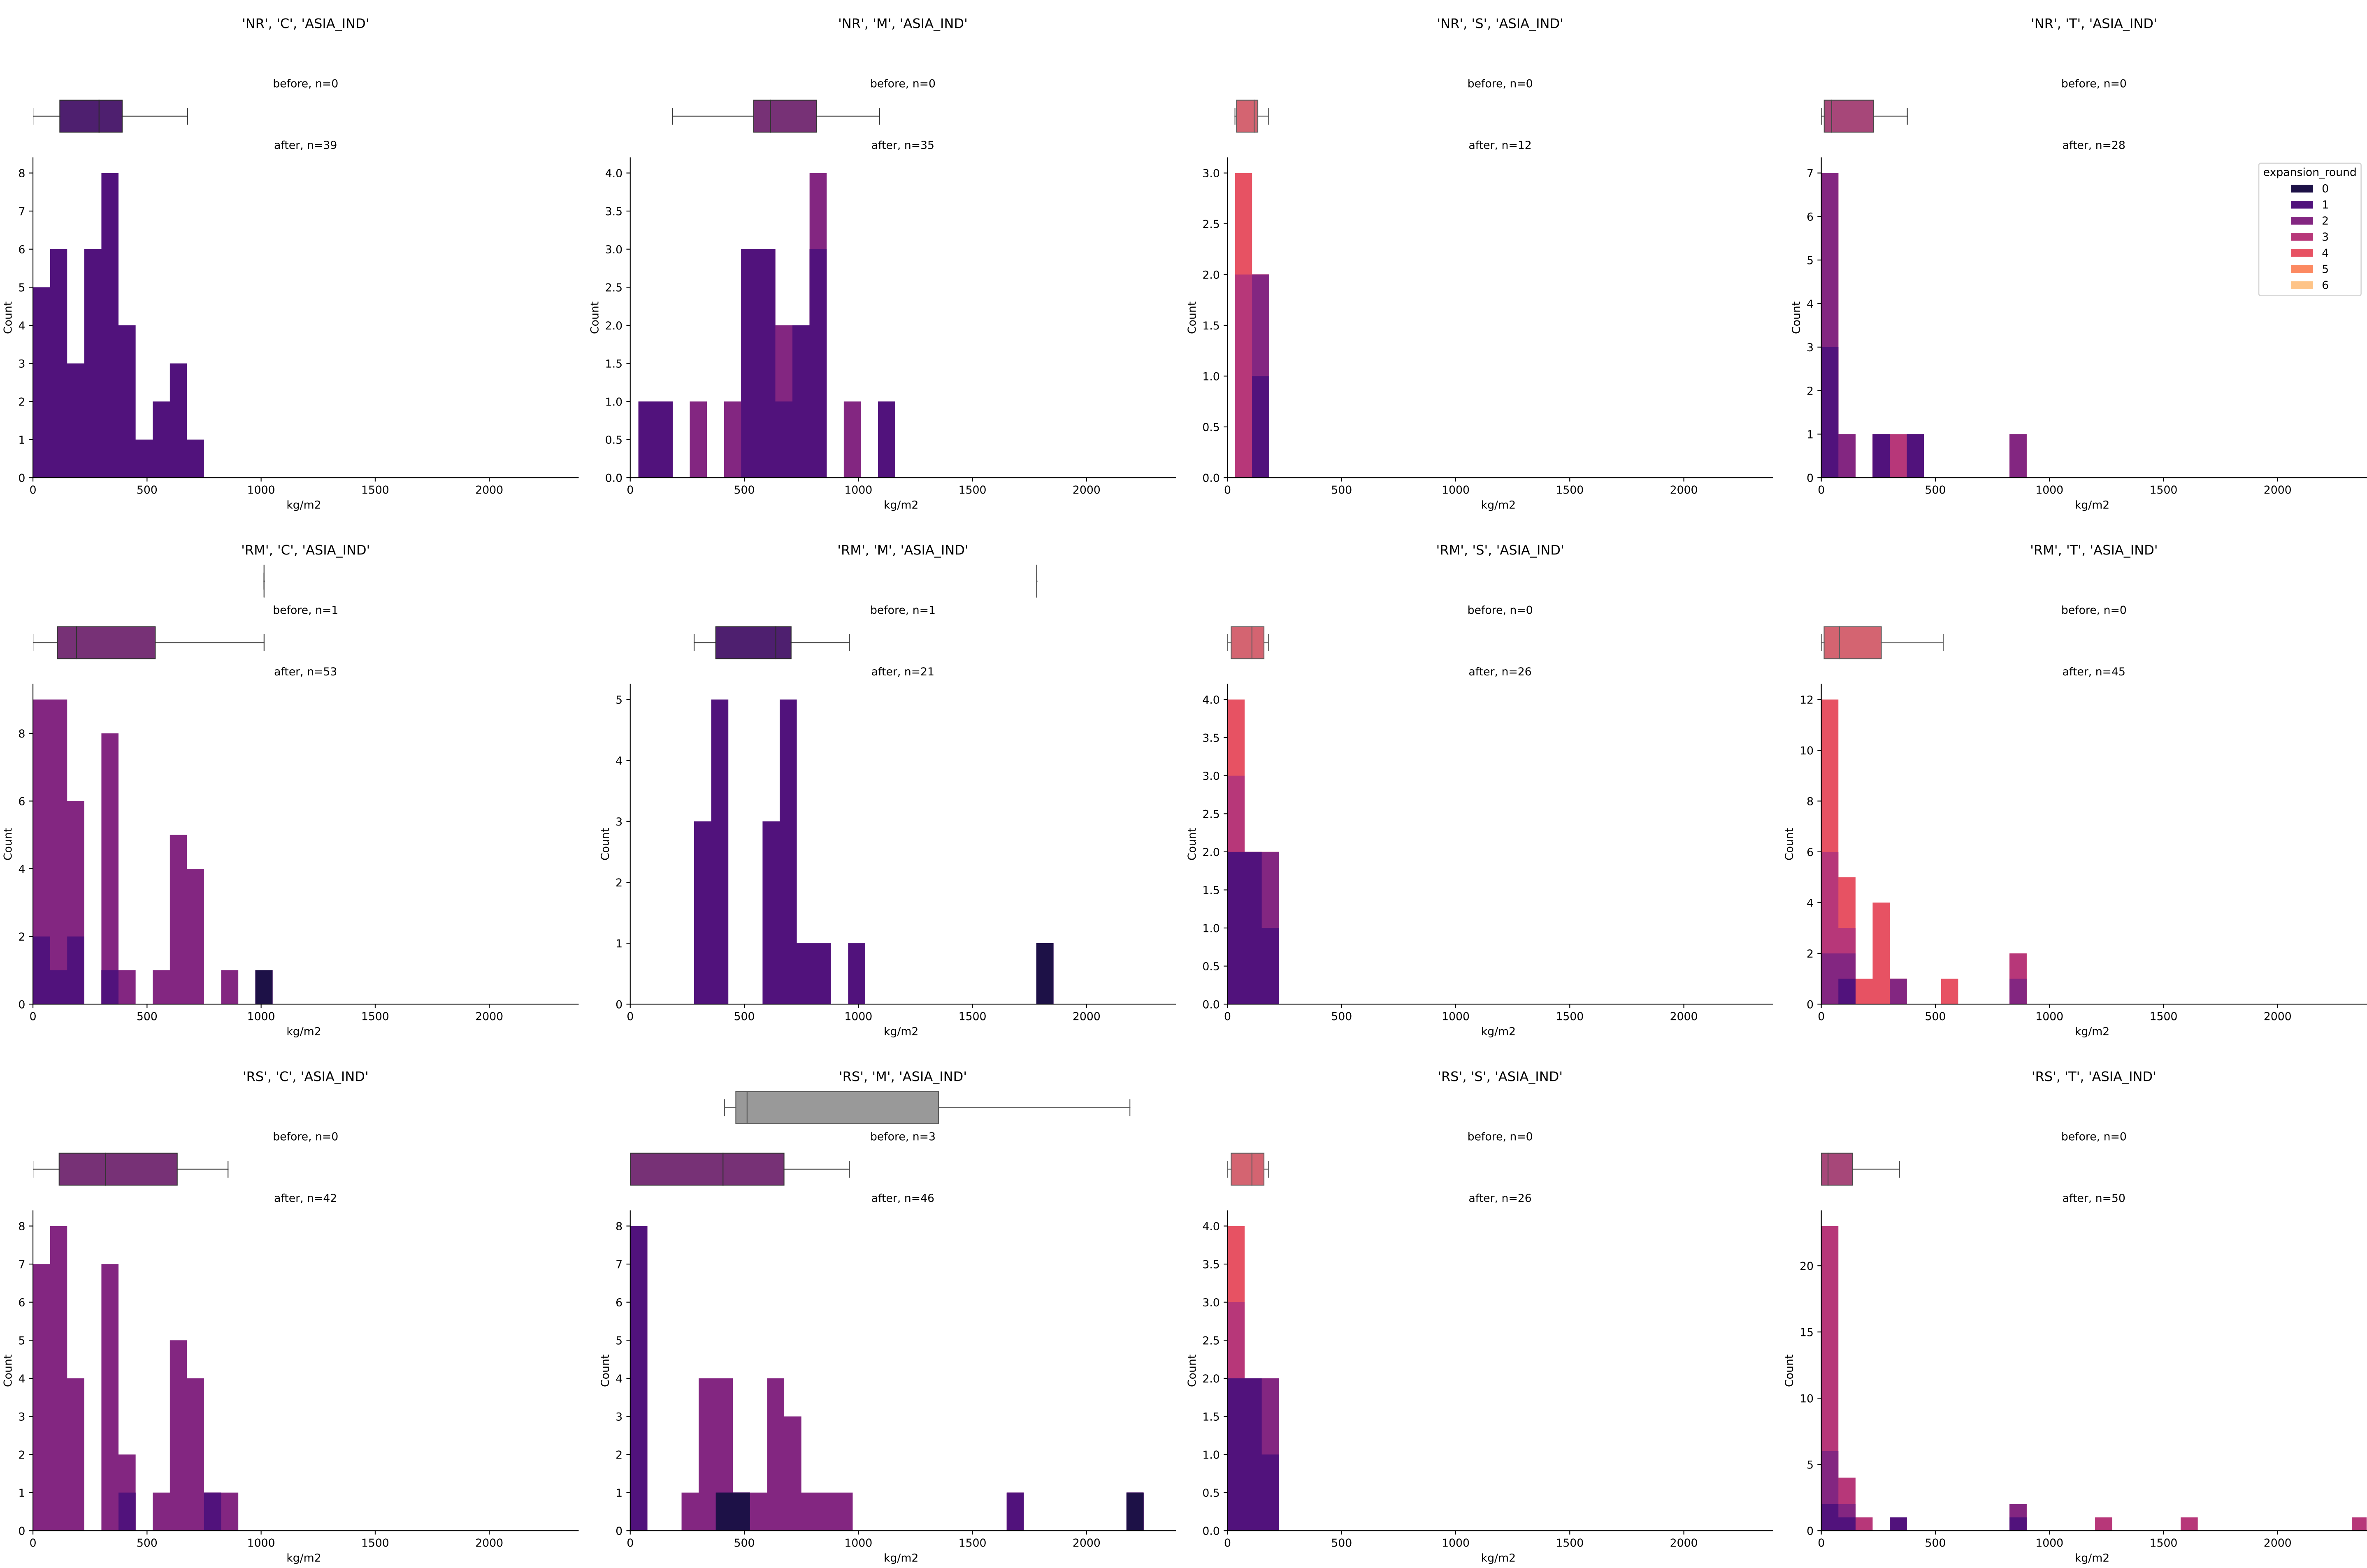 'NR', 'C', 'ASIA_IND'
before, n=0
after, n=39
8
7
6
5
4
3
2
1
0
Count
0 500 1000 1500 2000
kg/m2
'NR', 'M', 'ASIA_IND'
before, n=0
after, n=35
4.0
3.5
3.0
2.5
2.0
1.5
1.0
0.5
0.0
Count
0 500 1000 1500 2000
kg/m2
'NR', 'S', 'ASIA_IND'
before, n=0
after, n=12
3.0
2.5
2.0
1.5
1.0
0.5
0.0
Count
0 500 1000 1500 2000
kg/m2
'NR', 'T', 'ASIA_IND'
before, n=0
after, n=28
7
6
5
4
3
2
1
0
Count
expansion_round
0
1
2
3
4
5
6
0 500 1000 1500 2000
kg/m2
'RM', 'C', 'ASIA_IND'
before, n=1
after, n=53
8
6
4
2
0
Count
0 500 1000 1500 2000
kg/m2
'RM', 'M', 'ASIA_IND'
before, n=1
after, n=21
5
4
3
2
1
0
Count
0 500 1000 1500 2000
kg/m2
'RM', 'S', 'ASIA_IND'
before, n=0
after, n=26
4.0
3.5
3.0
2.5
2.0
1.5
1.0
0.5
0.0
Count
0 500 1000 1500 2000
kg/m2
'RM', 'T', 'ASIA_IND'
before, n=0
after, n=45
12
10
8
6
4
2
0
Count
0 500 1000 1500 2000
kg/m2
'RS', 'C', 'ASIA_IND'
before, n=0
after, n=42
8
7
6
5
4
3
2
1
0
Count
0 500 1000 1500 2000
kg/m2
'RS', 'M', 'ASIA_IND'
before, n=3
after, n=46
8
7
6
5
4
3
2
1
0
Count
0 500 1000 1500 2000
kg/m2
'RS', 'S', 'ASIA_IND'
before, n=0
after, n=26
4.0
3.5
3.0
2.5
2.0
1.5
1.0
0.5
0.0
Count
0 500 1000 1500 2000
kg/m2
'RS', 'T', 'ASIA_IND'
before, n=0
after, n=50
20
15
10
5
0
Count
0 500 1000 1500 2000
kg/m2